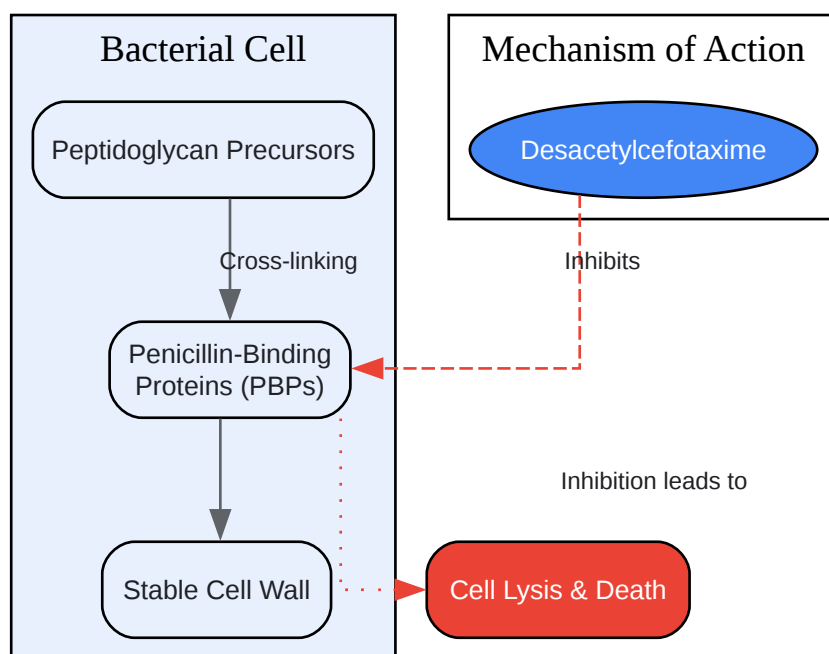 Bacterial Cell
Mechanism of Action
Peptidoglycan Precursors
Desacetylcefotaxime
Cross-linking
Inhibits
Penicillin-Binding
Proteins (PBPs)
Inhibition leads to
Stable Cell Wall
Cell Lysis & Death